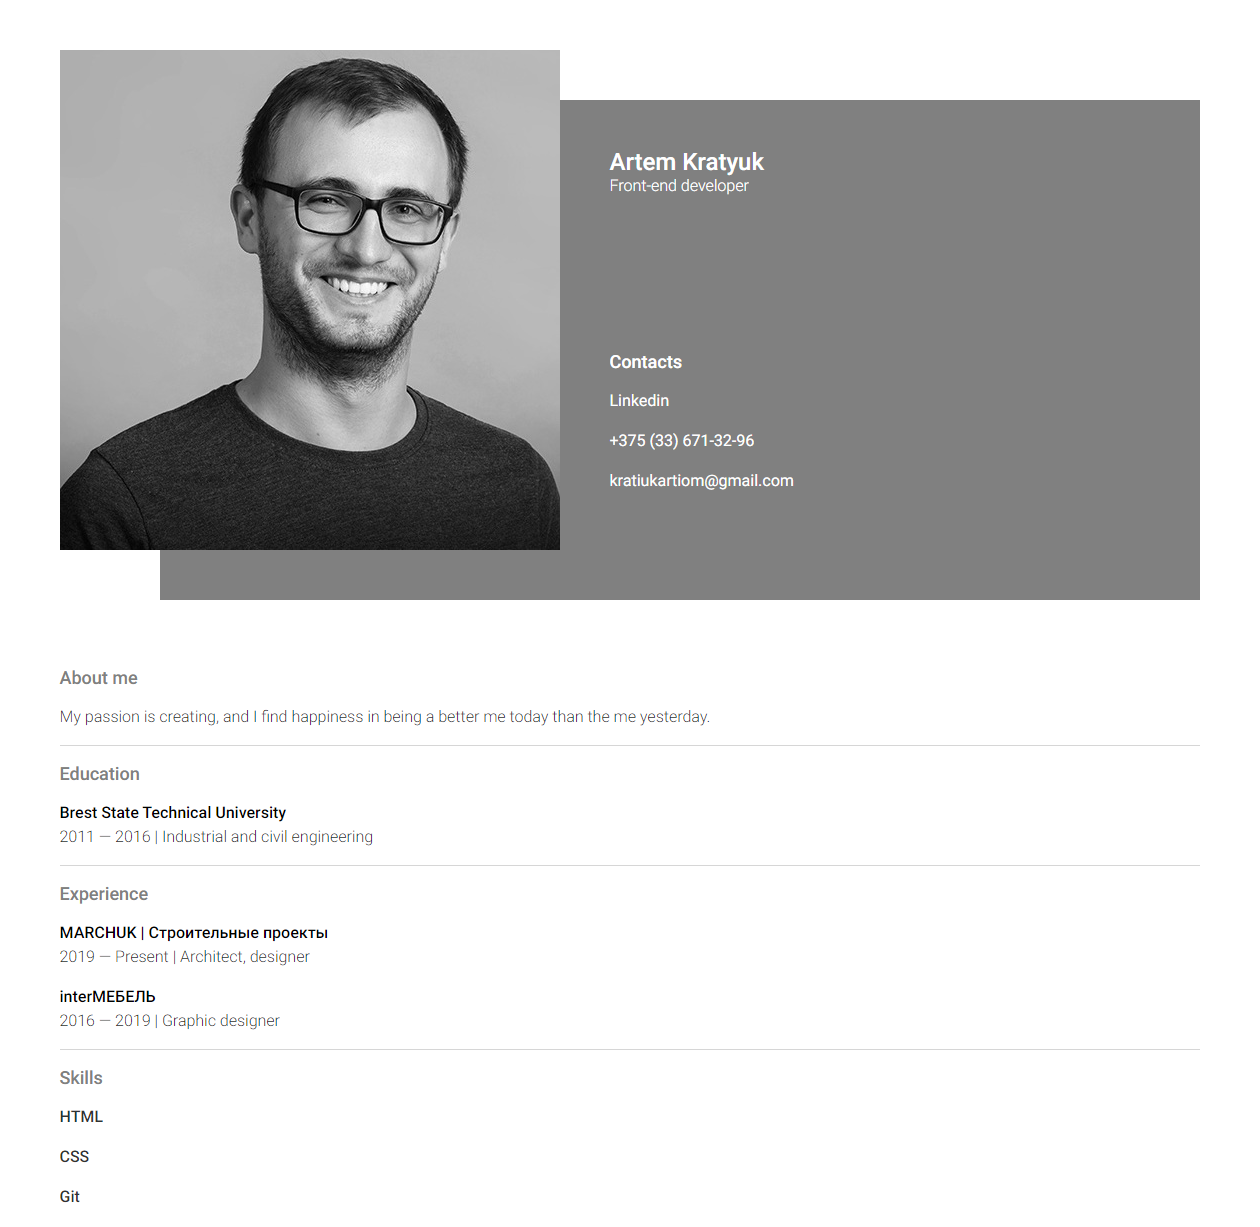 Artem Kratyuk
Front-end developer
Contacts
Linkedin
+375 (33) 671-32-96
kratiukartiom@gmail.com
About me
My passion is creating, and I find happiness in being a better me today than the me yesterday.
Education
Brest State Technical University
2011 — 2016 | Industrial and civil engineering
Experience
MARCHUK | Строительные проекты
2019 — Present | Architect, designer
interМЕБЕЛЬ
2016 — 2019 | Graphic designer
Skills
HTML
CSS
Git